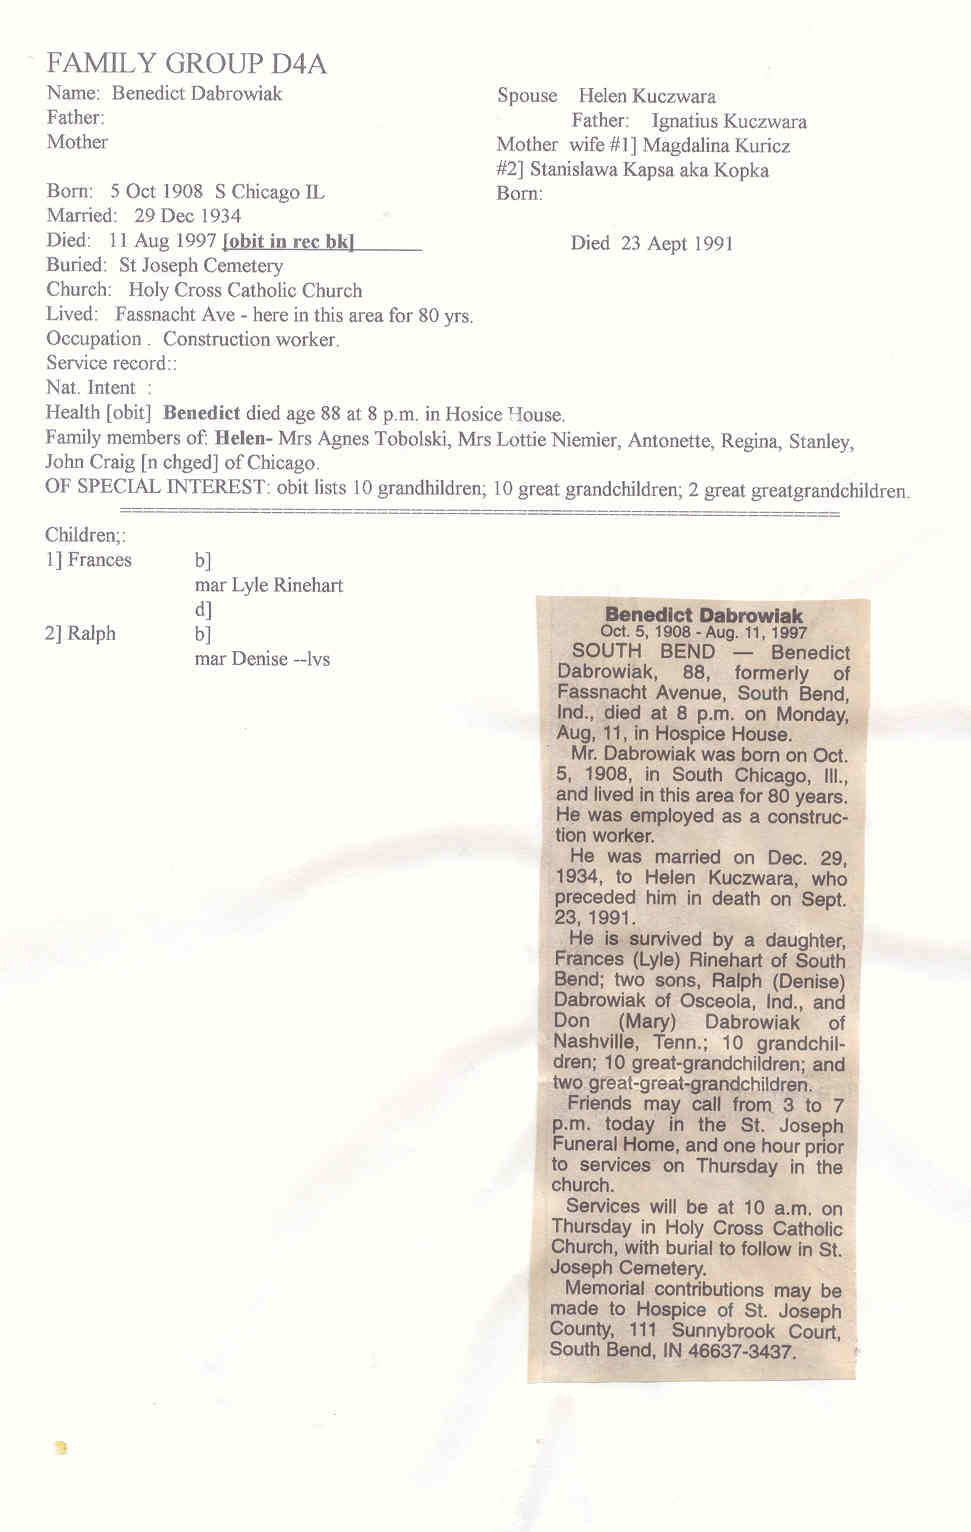 FAMILY GROUP D4A
Name: Benedict Dabrowiak Spouse Helen Kuczwara
Father: Father: Ignatius Kuczwara
Mother Mother wife #1] Magdalina Kuricz
#2] Stanislawa Kapsa aka Kopka
Born: 5 Oct 1908 S Chicago IL Born:
Married: 29 Dec 1934
Died: 11 Aug 1997 [obit in rec bk]______ Died 23 Aept 1991
Buried: St Joseph Cemetery
Church: Holy Cross Catholic Church
Lived: Fassnacht Ave - here in this area for 80 yrs.
Occupation . Construction worker.
Service record::
Nat. Intent :
Health [obit] Benedict died age 88 at 8 p.m. in Hosice House.
Family members of: Helen- Mrs Agnes Tobolski, Mrs Lottie Niemier, Antonette, Regina, Stanley,
John Craig [n chged] of Chicago.
OF SPECIAL INTEREST: obit lists 10 grandhildren; 10 great grandchildren; 2 great greatgrandchildren.
============================================================
Children;:
1] Frances b]
mar Lyle Rinehart
d]
2] Ralph b]
mar Denise --lvs
Benedict Dabrowiak
Oct. 5, 1908 - Aug. 11, 1997
SOUTH BEND — Benedict
Dabrowiak, 88, formerly of
Fassnacht Avenue, South Bend,
Ind., died at 8 p.m. on Monday,
Aug, 11, in Hospice House.
Mr. Dabrowiak was born on Oct.
5, 1908, in South Chicago, Ill.,
and lived in this area for 80 years.
He was employed as a construc-
tion worker.
He was married on Dec. 29,
1934, to Helen Kuczwara, who
preceded him in death on Sept.
23, 1991.
He is survived by a daughter,
Frances (Lyle) Rinehart of South
Bend; two sons, Ralph (Denise)
Dabrowiak of Osceola, Ind., and
Don (Mary) Dabrowiak of
Nashville, Tenn.; 10 grandchil-
dren; 10 great-grandchildren; and
two great-great-grandchildren.
Friends may call from 3 to 7
p.m. today in the St. Joseph
Funeral Home, and one hour prior
to services on Thursday in the
church.
Services will be at 10 a.m. on
Thursday in Holy Cross Catholic
Church, with burial to follow in St.
Joseph Cemetery.
Memorial contributions may be
made to Hospice of St. Joseph
County, 111 Sunnybrook Court,
South Bend, IN 46637-3437.